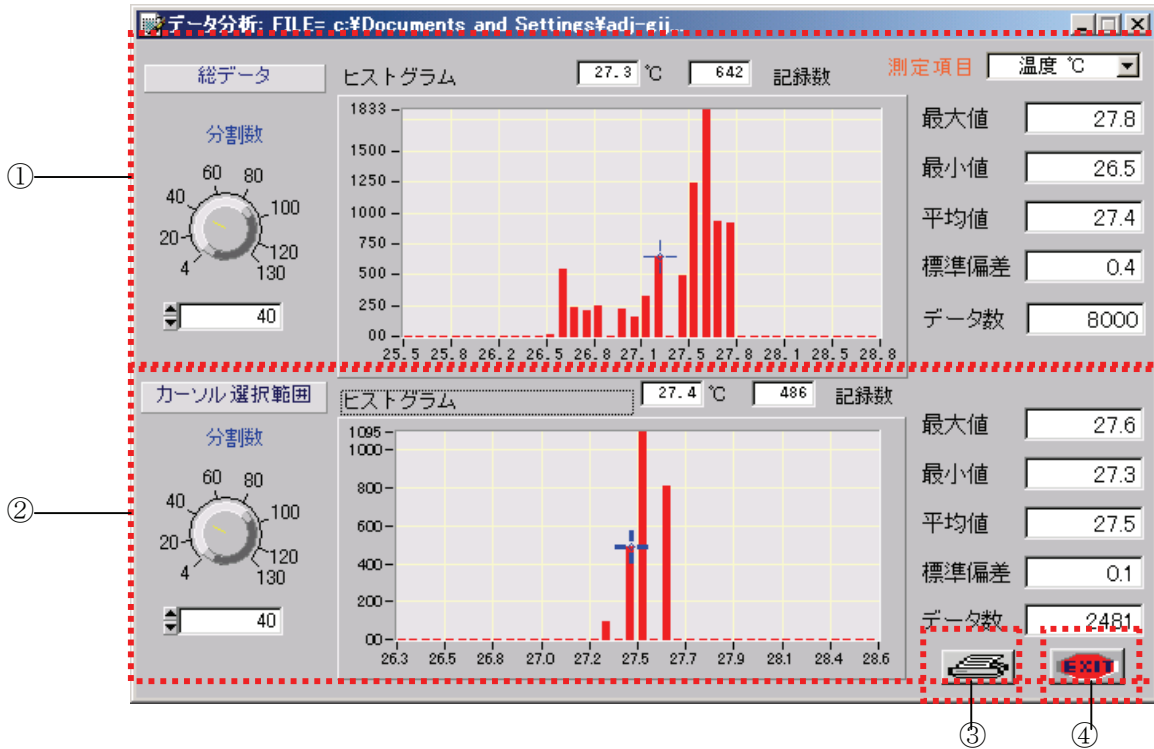 データ分析: FILE= c:¥Documents and Settings¥adj-gij...
総データ
ヒストグラム 27.3 ℃ 642 記録数
測定項目 温度 ℃
分割数
4 20 40 60 80 100 120 130
40
1833
1500
1250
1000
750
500
250
00
25.5 25.8 26.2 26.5 26.8 27.1 27.5 27.8 28.1 28.5 28.8
最大値 27.8
最小値 26.5
平均値 27.4
標準偏差 0.4
データ数 8000
①
カーソル選択範囲
ヒストグラム 27.4 ℃ 486 記録数
分割数
4 20 40 60 80 100 120 130
40
1095
1000
800
600
400
200
00
26.3 26.5 26.8 27.0 27.2 27.5 27.7 27.9 28.1 28.4 28.6
最大値 27.6
最小値 27.3
平均値 27.5
標準偏差 0.1
データ数 2481
②
EXIT
③ ④